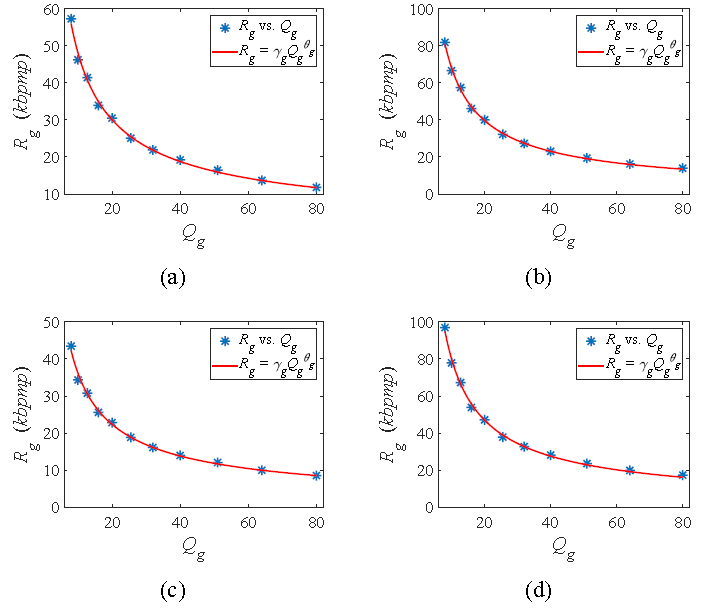 60
50
40
30
20
10
R_g (kbpmp)
R_g vs. Q_g
R_g = γ_g Q_g^θ_g
20 40 60 80
Q_g
(a)
100
80
60
40
20
0
R_g (kbpmp)
R_g vs. Q_g
R_g = γ_g Q_g^θ_g
20 40 60 80
Q_g
(b)
50
40
30
20
10
0
R_g (kbpmp)
R_g vs. Q_g
R_g = γ_g Q_g^θ_g
20 40 60 80
Q_g
(c)
100
80
60
40
20
0
R_g (kbpmp)
R_g vs. Q_g
R_g = γ_g Q_g^θ_g
20 40 60 80
Q_g
(d)